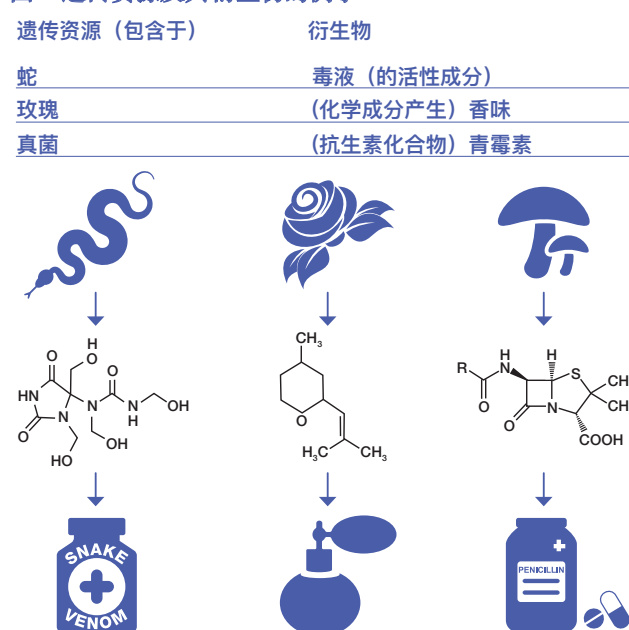 遗传资源（包含于） 衍生物
蛇 毒液（的活性成分）
玫瑰 （化学成分产生）香味
真菌 （抗生素化合物）青霉素
O
HO
H
O
HN
N
O
N
O
N
H
OH
OH
HO
CH₃
O
H₃C
CH₃
R
H
N
H
S
O
O
N
CH
CH
COOH
SNAKE
VENOM
PENICILLIN